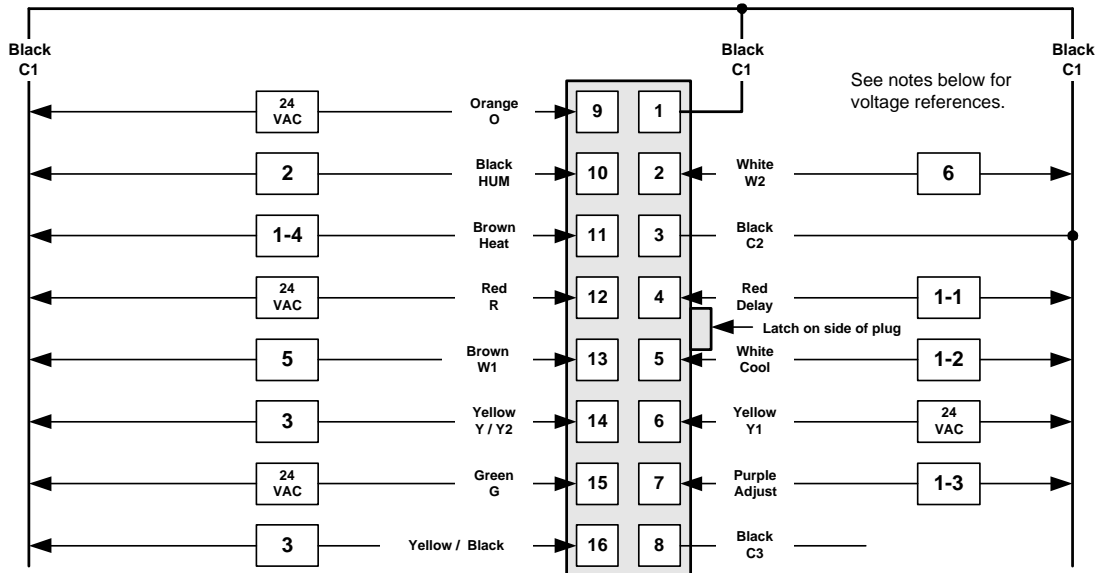 Black
C1
Black
C1
Black
C1
See notes below for
voltage references.
24
VAC
Orange
O
9
1
2
Black
HUM
10
2
White
W2
6
1-4
Brown
Heat
11
3
Black
C2
24
VAC
Red
R
12
4
Red
Delay
1-1
Latch on side of plug
5
Brown
W1
13
5
White
Cool
1-2
3
Yellow
Y / Y2
14
6
Yellow
Y1
24
VAC
24
VAC
Green
G
15
7
Purple
Adjust
1-3
3
Yellow / Black
16
8
Black
C3